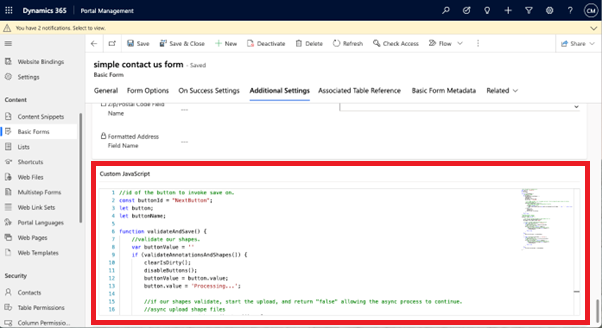 Dynamics 365 Portal Management CM
You have 2 notifications. Select to view.
Save Save & Close New Deactivate Delete Refresh Check Access Flow Share
Website Bindings
Settings
Content
Content Snippets
Basic Forms
Lists
Shortcuts
Web Files
Multistep Forms
Web Link Sets
Portal Languages
Web Pages
Web Templates
Security
Contacts
Table Permissions
Column Permissio...
simple contact us form - Saved
Basic Form
General Form Options On Success Settings Additional Settings Associated Table Reference Basic Form Metadata Related
Zip/Postal Code Field
Name ---
Formatted Address
Field Name ---
Custom JavaScript
1 //id of the button to invoke save on.
2 const buttonId = "NextButton";
3 let button;
4 let buttonName;
5
6 function validateAndSave() {
7 //validate our shapes.
8 var buttonValue = ''
9 if (validateAnnotationsAndShapes()) {
10 clearIsDirty();
11 disableButtons();
12 buttonValue = button.value;
13 button.value = 'Processing...';
14
15 //if our shapes validate, start the upload, and return "false" allowing the async process to continue.
16 //async upload shape files